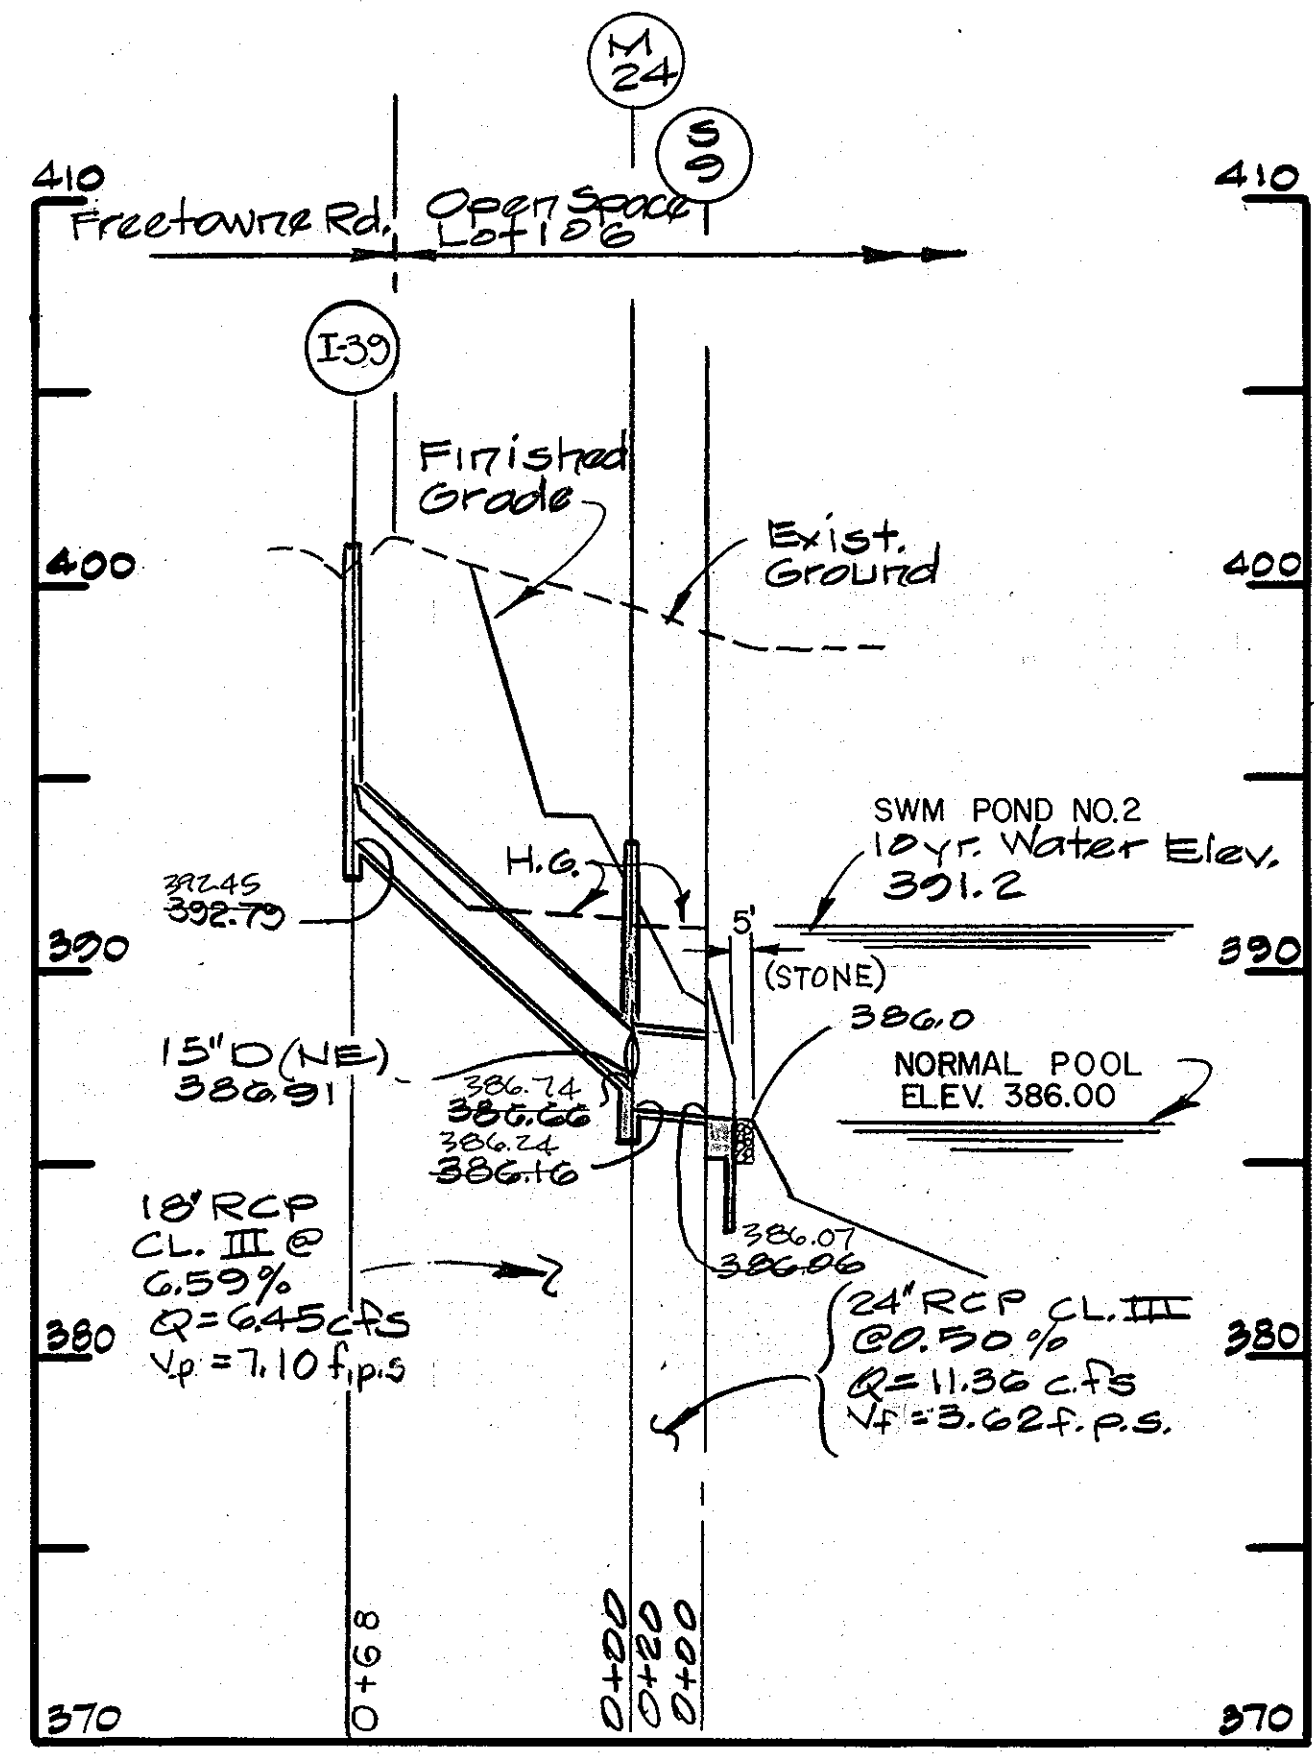 M
24
S
9
410
410
Freetowne Rd.
Open Space
Lot 106
I-39
Finished
Grade
Exist.
Ground
400
400
SWM POND NO.2
10 yr. Water Elev.
391.2
H.G.
392.45
392.79
5'
(STONE)
390
390
386.0
15" D (NE)
386.91
NORMAL POOL
ELEV. 386.00
386.74
386.66
386.24
386.16
18" RCP
CL. III @
6.59%
Q=6.45cfs
Vp=7.10 f.p.s
386.07
386.06
24" RCP CL. III
@0.50%
Q=11.36 c.fs
Vf=3.62f.p.s.
380
380
0+68
0+00
0+20
0+00
370
370